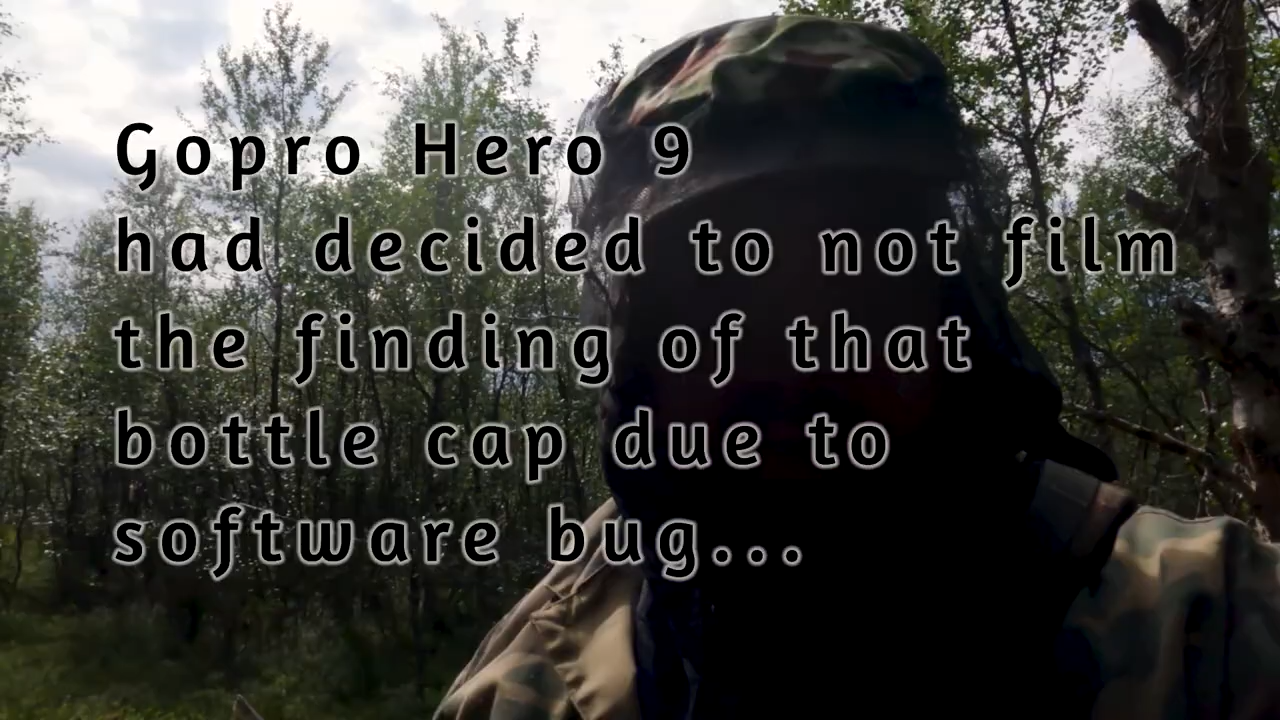 Gopro Hero 9
had decided to not film
the finding of that
bottle cap due to
software bug...